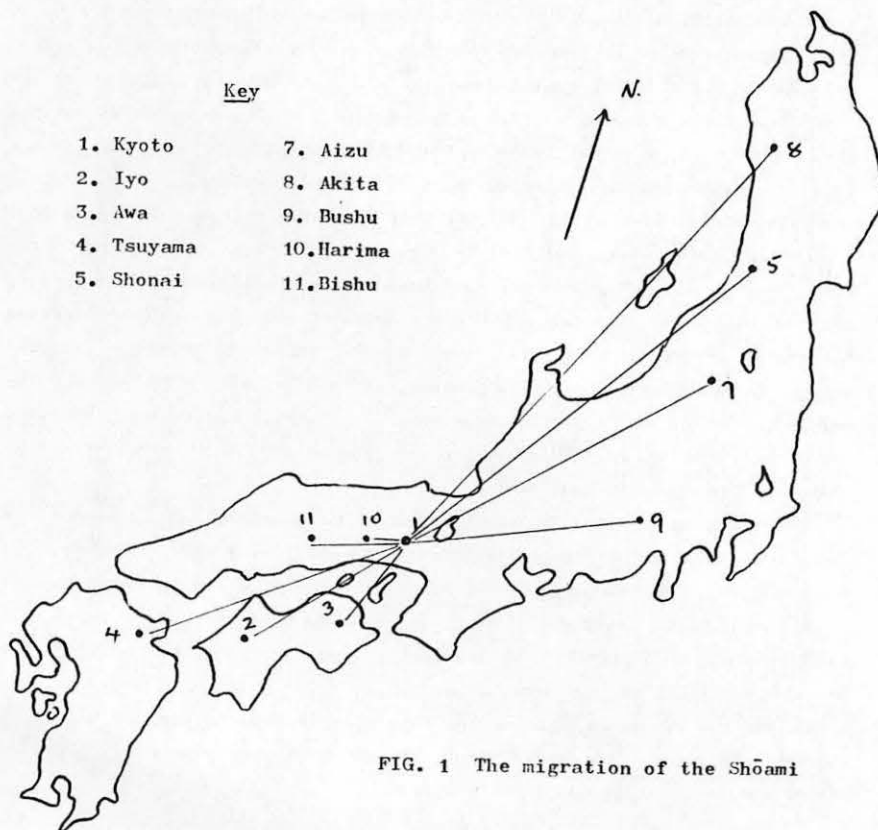 Key
N.
1. Kyoto
2. Iyo
3. Awa
4. Tsuyama
5. Shonai
7. Aizu
8. Akita
9. Bushu
10. Harima
11. Bishu
8
5
7
9
11 10 1
3
2
4
FIG. 1 The migration of the Shōami